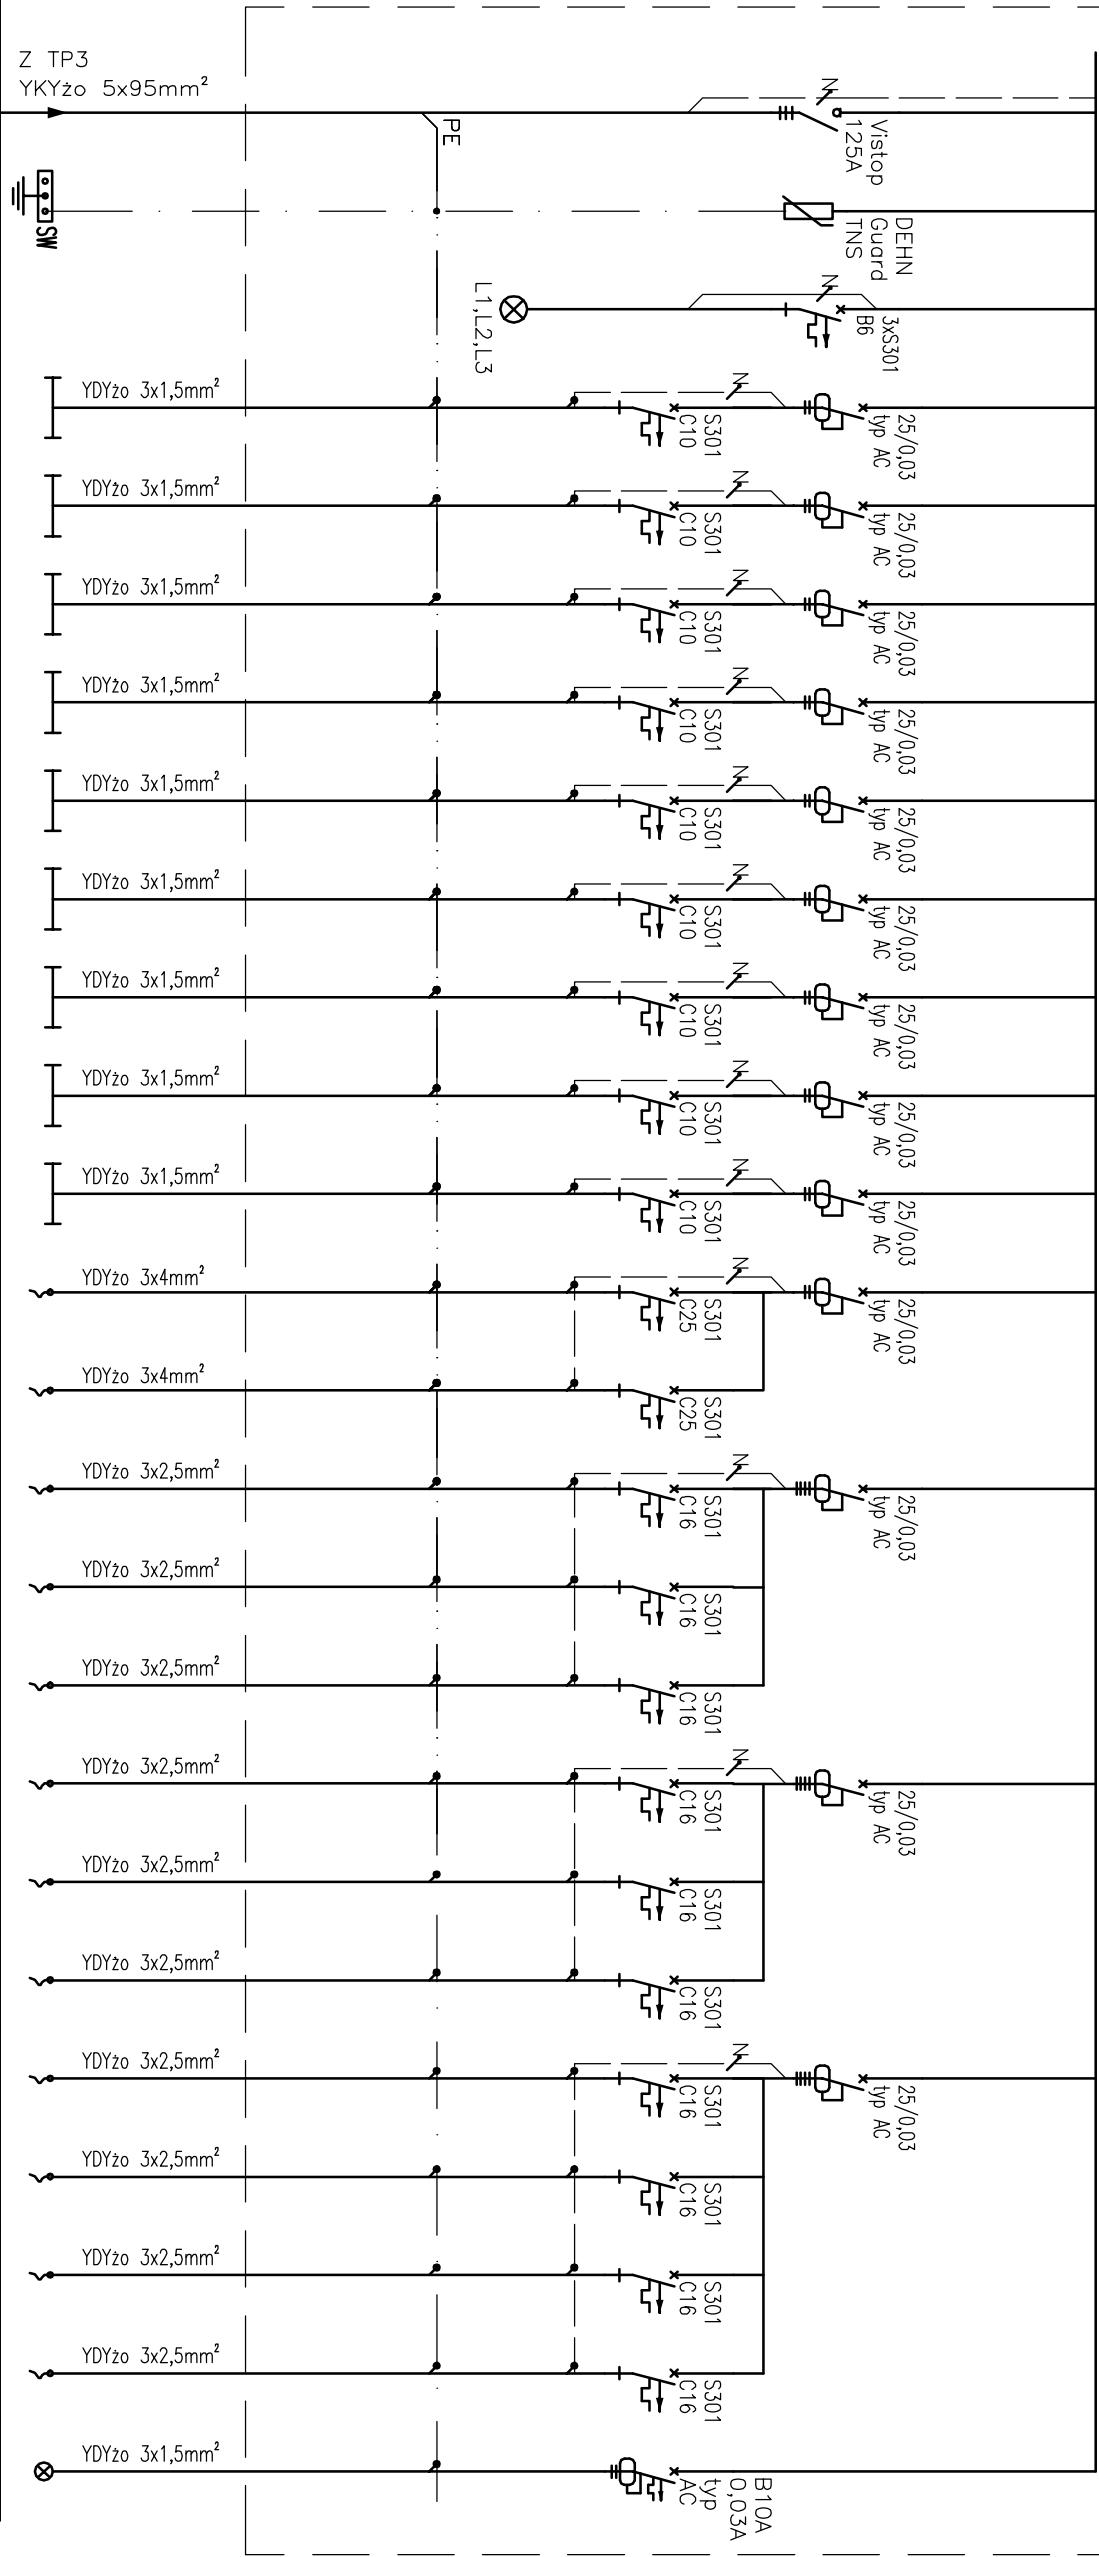 Z TP3
YKYżo 5x95mm²
N
Vistop
125A
PE
SW
DEHN
Guard
TNS
L1,L2,L3
N
3xS301
B6
YDYżo 3x1,5mm²
S301
C10
N
25/0,03
typ AC
YDYżo 3x1,5mm²
S301
C10
N
25/0,03
typ AC
YDYżo 3x1,5mm²
S301
C10
N
25/0,03
typ AC
YDYżo 3x1,5mm²
S301
C10
N
25/0,03
typ AC
YDYżo 3x1,5mm²
S301
C10
N
25/0,03
typ AC
YDYżo 3x1,5mm²
S301
C10
N
25/0,03
typ AC
YDYżo 3x1,5mm²
S301
C10
N
25/0,03
typ AC
YDYżo 3x1,5mm²
S301
C10
N
25/0,03
typ AC
YDYżo 3x1,5mm²
S301
C10
N
25/0,03
typ AC
YDYżo 3x4mm²
S301
C25
N
25/0,03
typ AC
YDYżo 3x4mm²
S301
C25
YDYżo 3x2,5mm²
S301
C16
N
25/0,03
typ AC
YDYżo 3x2,5mm²
S301
C16
YDYżo 3x2,5mm²
S301
C16
YDYżo 3x2,5mm²
S301
C16
N
25/0,03
typ AC
YDYżo 3x2,5mm²
S301
C16
YDYżo 3x2,5mm²
S301
C16
YDYżo 3x2,5mm²
S301
C16
N
25/0,03
typ AC
YDYżo 3x2,5mm²
S301
C16
YDYżo 3x2,5mm²
S301
C16
YDYżo 3x2,5mm²
S301
C16
YDYżo 3x1,5mm²
B10A
0,03A
typ
AC